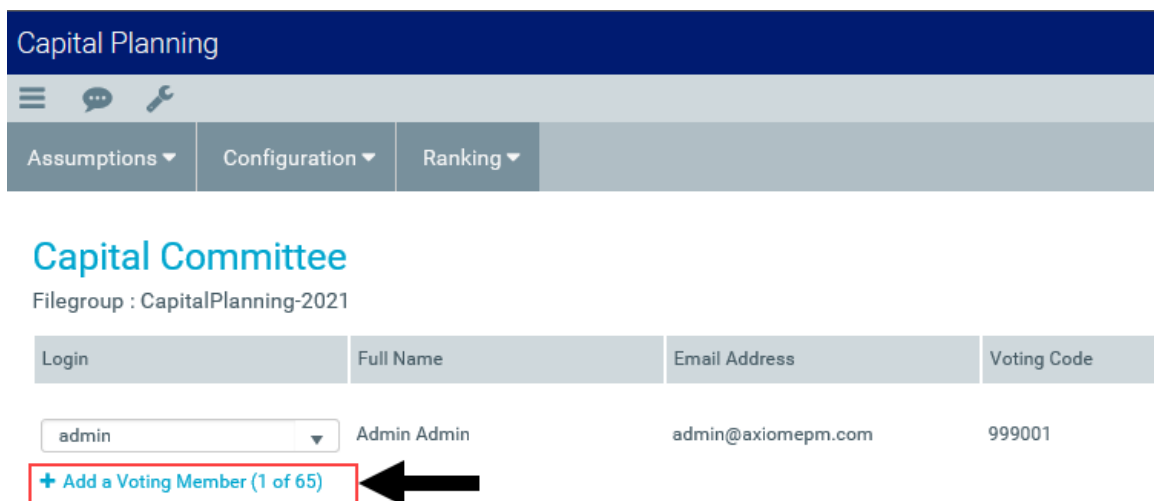 Capital Planning
Assumptions Configuration Ranking
Capital Committee
Filegroup : CapitalPlanning-2021
Login Full Name Email Address Voting Code
admin Admin Admin admin@axiomepm.com 999001
+ Add a Voting Member (1 of 65)